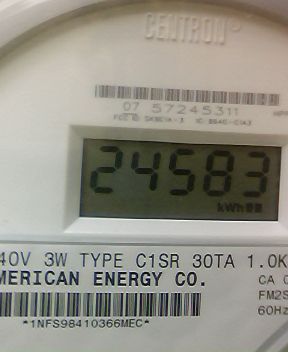 CENTRON®
07 57245311
24583
kWh
40V 3W TYPE C1SR 30TA 1.0K
MERICAN ENERGY CO.
CA 0
FM2S
60Hz
*1NFS98410366MEC*